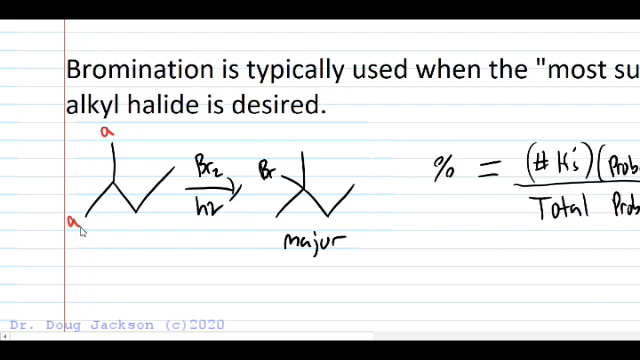 Bromination is typically used when the "most su
alkyl halide is desired.
a
Br2
hν
a
Br
major
% = (# H's)(Prob
Total Prob
Dr. Doug Jackson (c)2020